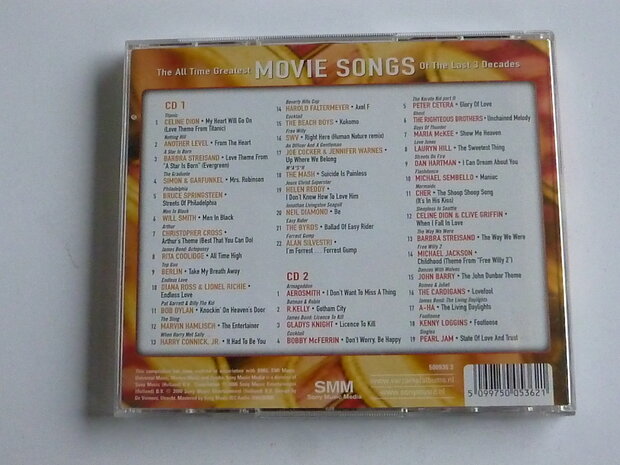 The All Time Greatest MOVIE SONGS Of The Last 3 Decades
CD 1
Titanic
1 CELINE DION • My Heart Will Go On
(Love Theme From Titanic)
Notting Hill
2 ANOTHER LEVEL • From The Heart
A Star Is Born
3 BARBRA STREISAND • Love Theme From
"A Star Is Born" (Evergreen)
The Graduate
4 SIMON & GARFUNKEL • Mrs. Robinson
Philadelphia
5 BRUCE SPRINGSTEEN •
Streets Of Philadelphia
Men In Black
6 WILL SMITH • Men In Black
Arthur
7 CHRISTOPHER CROSS •
Arthur's Theme (Best That You Can Do)
James Bond: Octopussy
8 RITA COOLIDGE • All Time High
Top Gun
9 BERLIN • Take My Breath Away
Endless Love
10 DIANA ROSS & LIONEL RICHIE •
Endless Love
Pat Garrett & Billy The Kid
11 BOB DYLAN • Knockin' On Heaven's Door
The Sting
12 MARVIN HAMLISCH • The Entertainer
When Harry Met Sally
13 HARRY CONNICK, JR. • It Had To Be You
Beverly Hills Cop
14 HAROLD FALTERMEYER • Axel F
Cocktail
15 THE BEACH BOYS • Kokomo
Free Willy
16 SWV • Right Here (Human Nature remix)
An Officer And A Gentleman
17 JOE COCKER & JENNIFER WARNES •
Up Where We Belong
M*A*S*H
18 THE MASH • Suicide Is Painless
Jesus Christ Superstar
19 HELEN REDDY •
I Don't Know How To Love Him
Jonathan Livingston Seagull
20 NEIL DIAMOND • Be
Easy Rider
21 THE BYRDS • Ballad Of Easy Rider
Forrest Gump
22 ALAN SILVESTRI •
I'm Forrest.... Forrest Gump
CD 2
Armageddon
1 AEROSMITH • I Don't Want To Miss A Thing
Batman & Robin
2 R.KELLY • Gotham City
James Bond: Licence To Kill
3 GLADYS KNIGHT • Licence To Kill
Cocktail
4 BOBBY McFERRIN • Don't Worry, Be Happy
The Karate Kid part II
5 PETER CETERA • Glory Of Love
Ghost
6 THE RIGHTEOUS BROTHERS • Unchained Melody
Days Of Thunder
7 MARIA McKEE • Show Me Heaven
Love Jones
8 LAURYN HILL • The Sweetest Thing
Streets On Fire
9 DAN HARTMAN • I Can Dream About You
Flashdance
10 MICHAEL SEMBELLO • Maniac
Mermaids
11 CHER • The Shoop Shoop Song
(It's In His Kiss)
Sleepless In Seattle
12 CELINE DION & CLIVE GRIFFIN •
When I Fall In Love
The Way We Were
13 BARBRA STREISAND • The Way We Were
Free Willy 2
14 MICHAEL JACKSON •
Childhood (Theme From "Free Willy 2")
Dances With Wolves
15 JOHN BARRY • The John Dunbar Theme
Romeo & Juliet
16 THE CARDIGANS • Lovefool
James Bond: The Living Daylights
17 A-HA • The Living Daylights
Footloose
18 KENNY LOGGINS • Footloose
Singles
19 PEARL JAM • State Of Love And Trust
SMM
Sony Music Media
500536 2
5 099750 053621